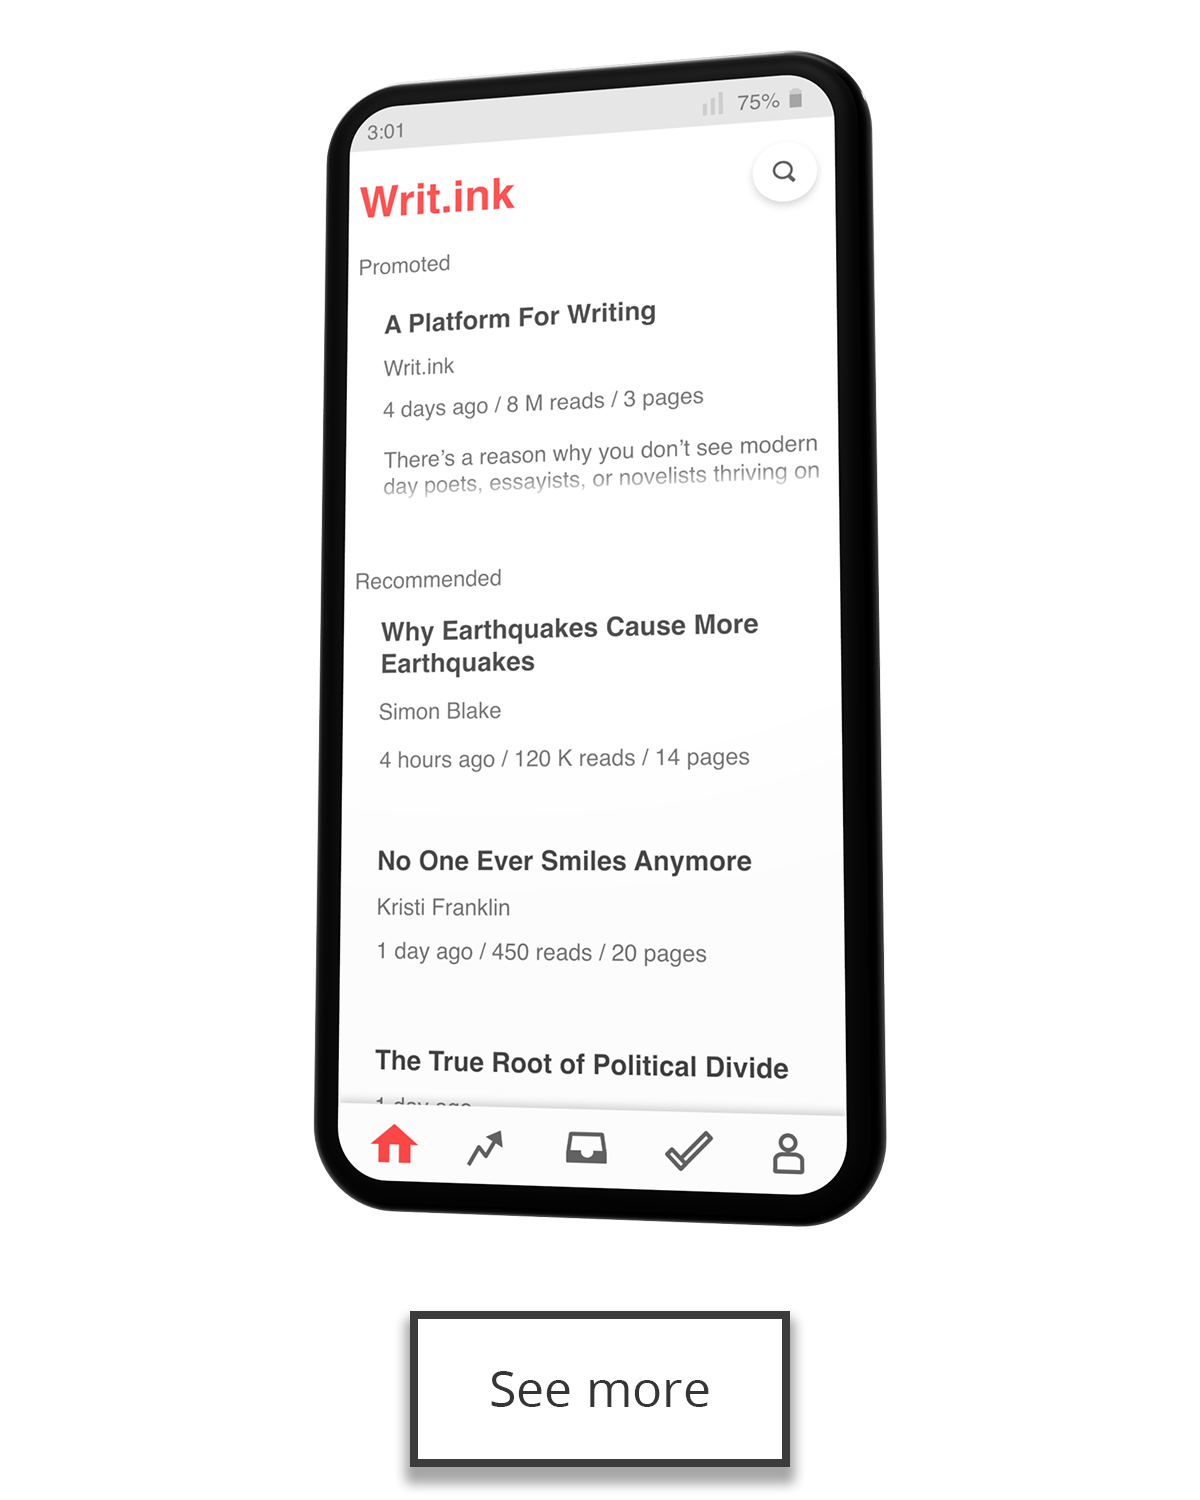 3:01
75%
Writ.ink
Promoted
A Platform For Writing
Writ.ink
4 days ago / 8 M reads / 3 pages
There’s a reason why you don’t see modern
day poets, essayists, or novelists thriving on
Recommended
Why Earthquakes Cause More
Earthquakes
Simon Blake
4 hours ago / 120 K reads / 14 pages
No One Ever Smiles Anymore
Kristi Franklin
1 day ago / 450 reads / 20 pages
The True Root of Political Divide
1 day ago
See more